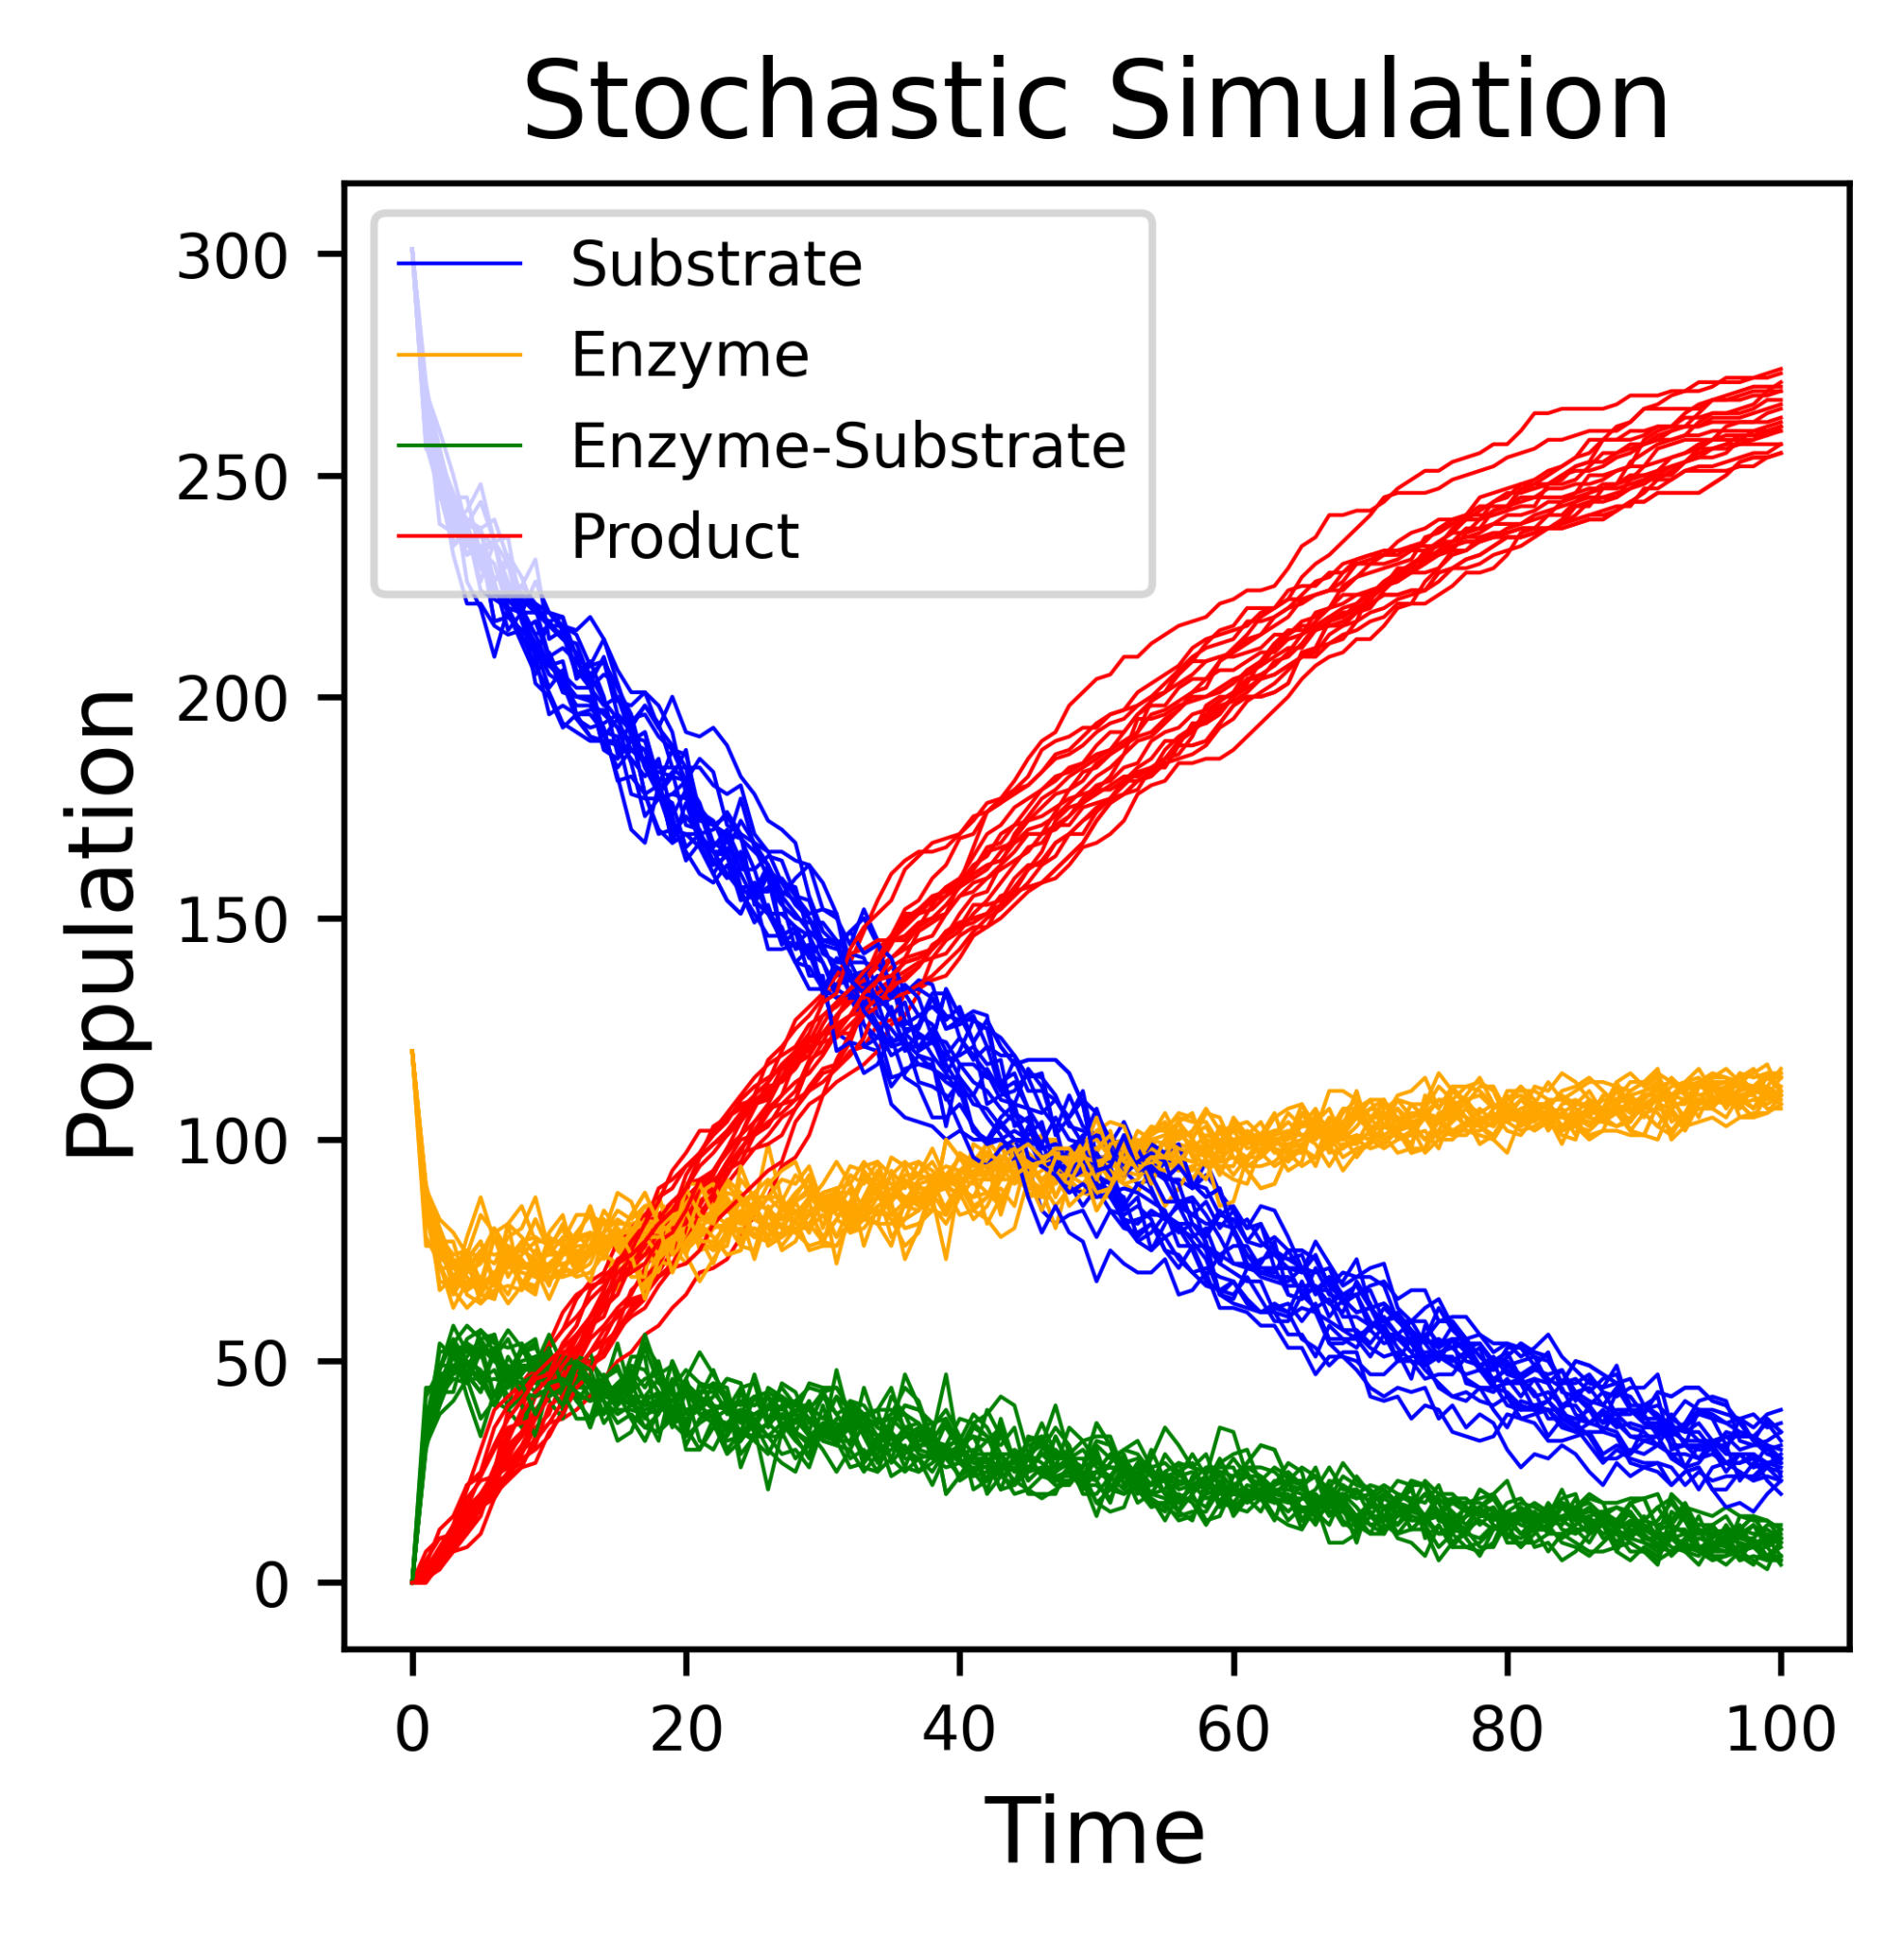 Stochastic Simulation
Population
300
250
200
150
100
50
0
Substrate
Enzyme
Enzyme-Substrate
Product
0 20 40 60 80 100
Time